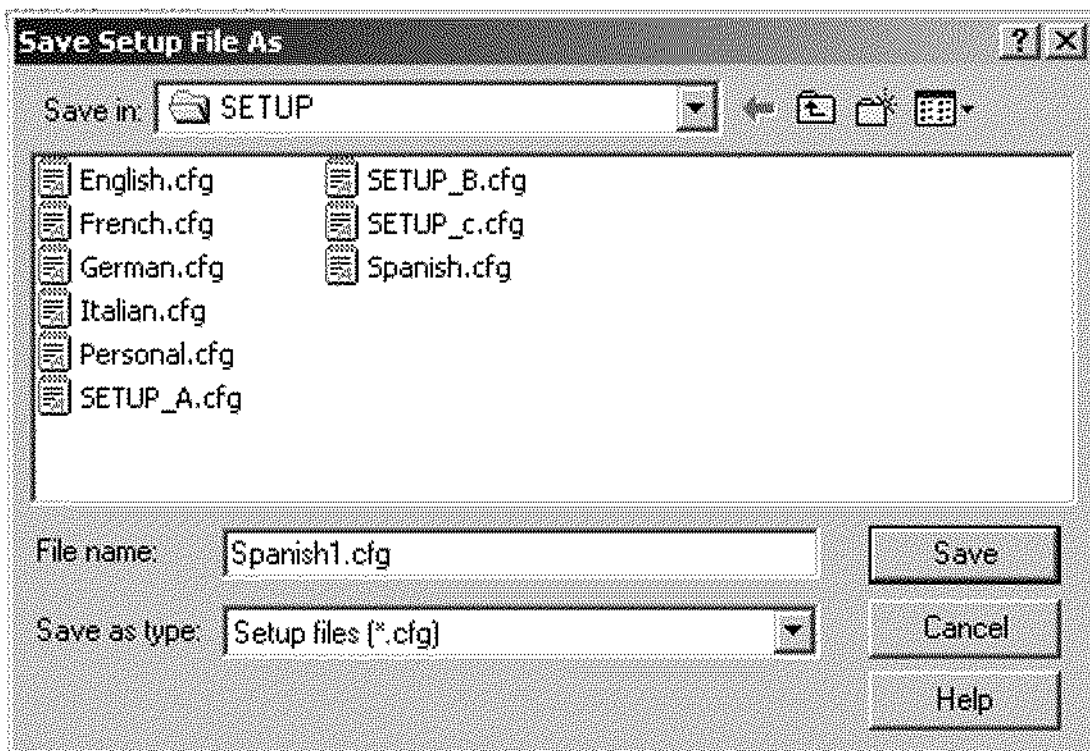 Save Setup File As
Save in: SETUP
English.cfg
French.cfg
German.cfg
Italian.cfg
Personal.cfg
SETUP_A.cfg
SETUP_B.cfg
SETUP_c.cfg
Spanish.cfg
File name: Spanish1.cfg
Save
Save as type: Setup files (*.cfg)
Cancel
Help